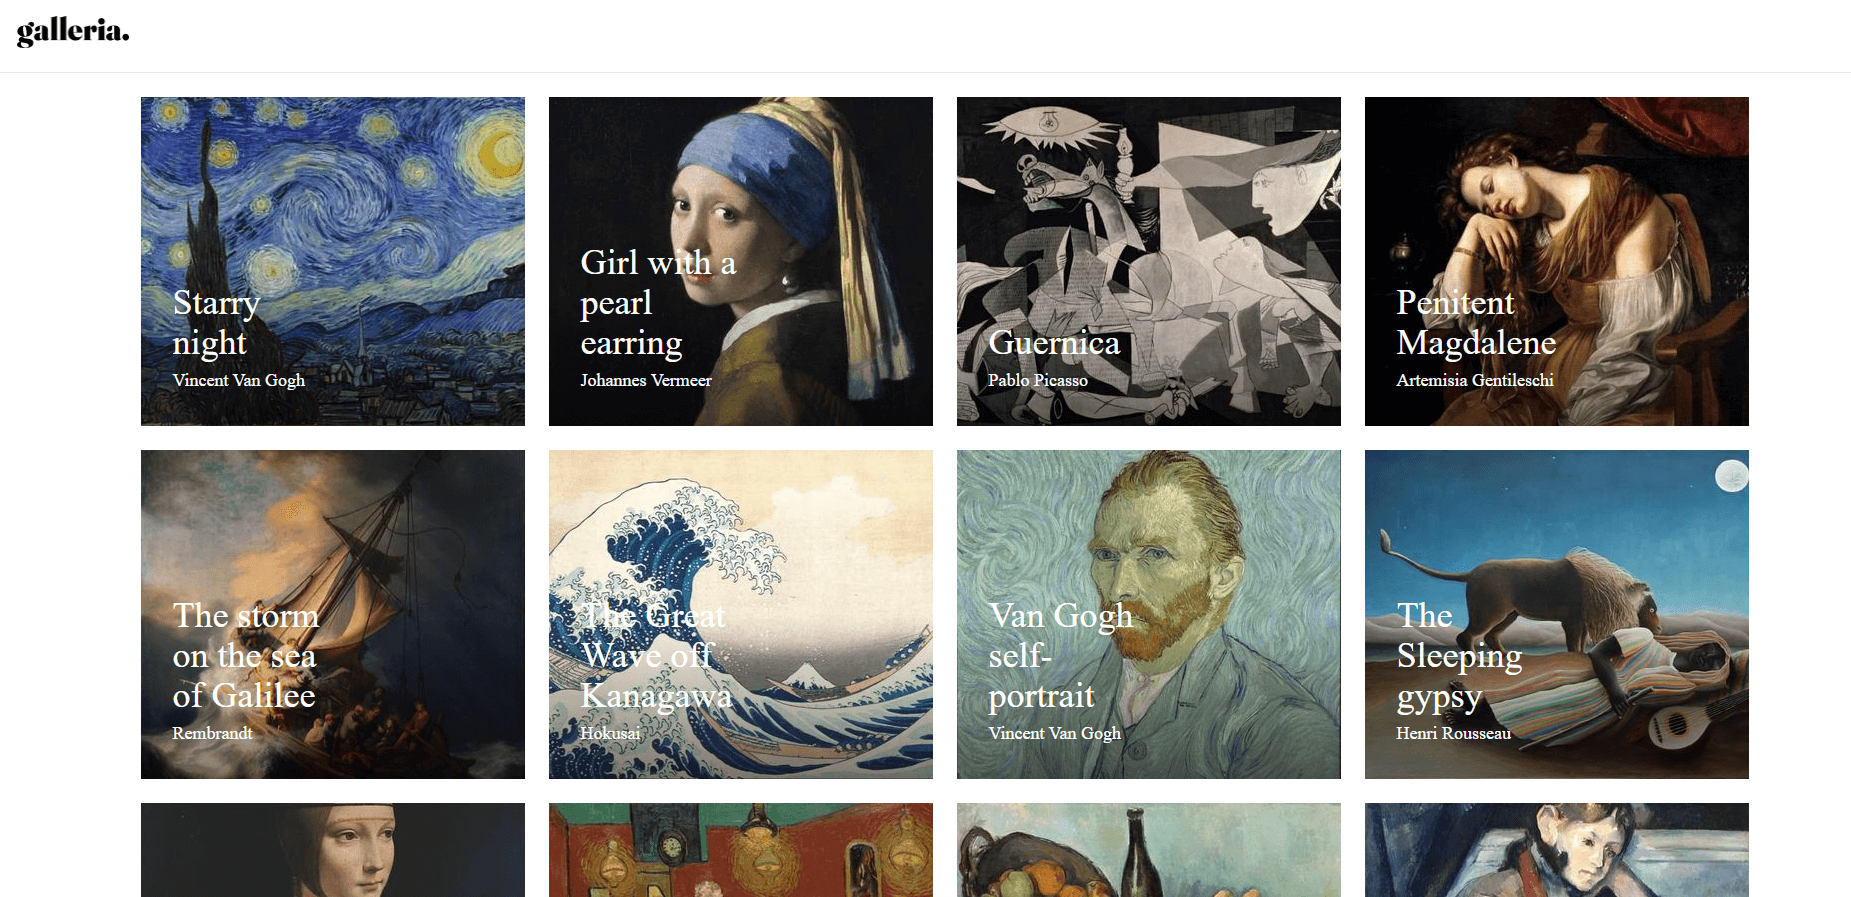 galleria.
Starry
night
Vincent Van Gogh
Girl with a
pearl
earring
Johannes Vermeer
Guernica
Pablo Picasso
Penitent
Magdalene
Artemisia Gentileschi
The storm
on the sea
of Galilee
Rembrandt
The Great
Wave off
Kanagawa
Hokusai
Van Gogh
self-
portrait
Vincent Van Gogh
The
Sleeping
gypsy
Henri Rousseau